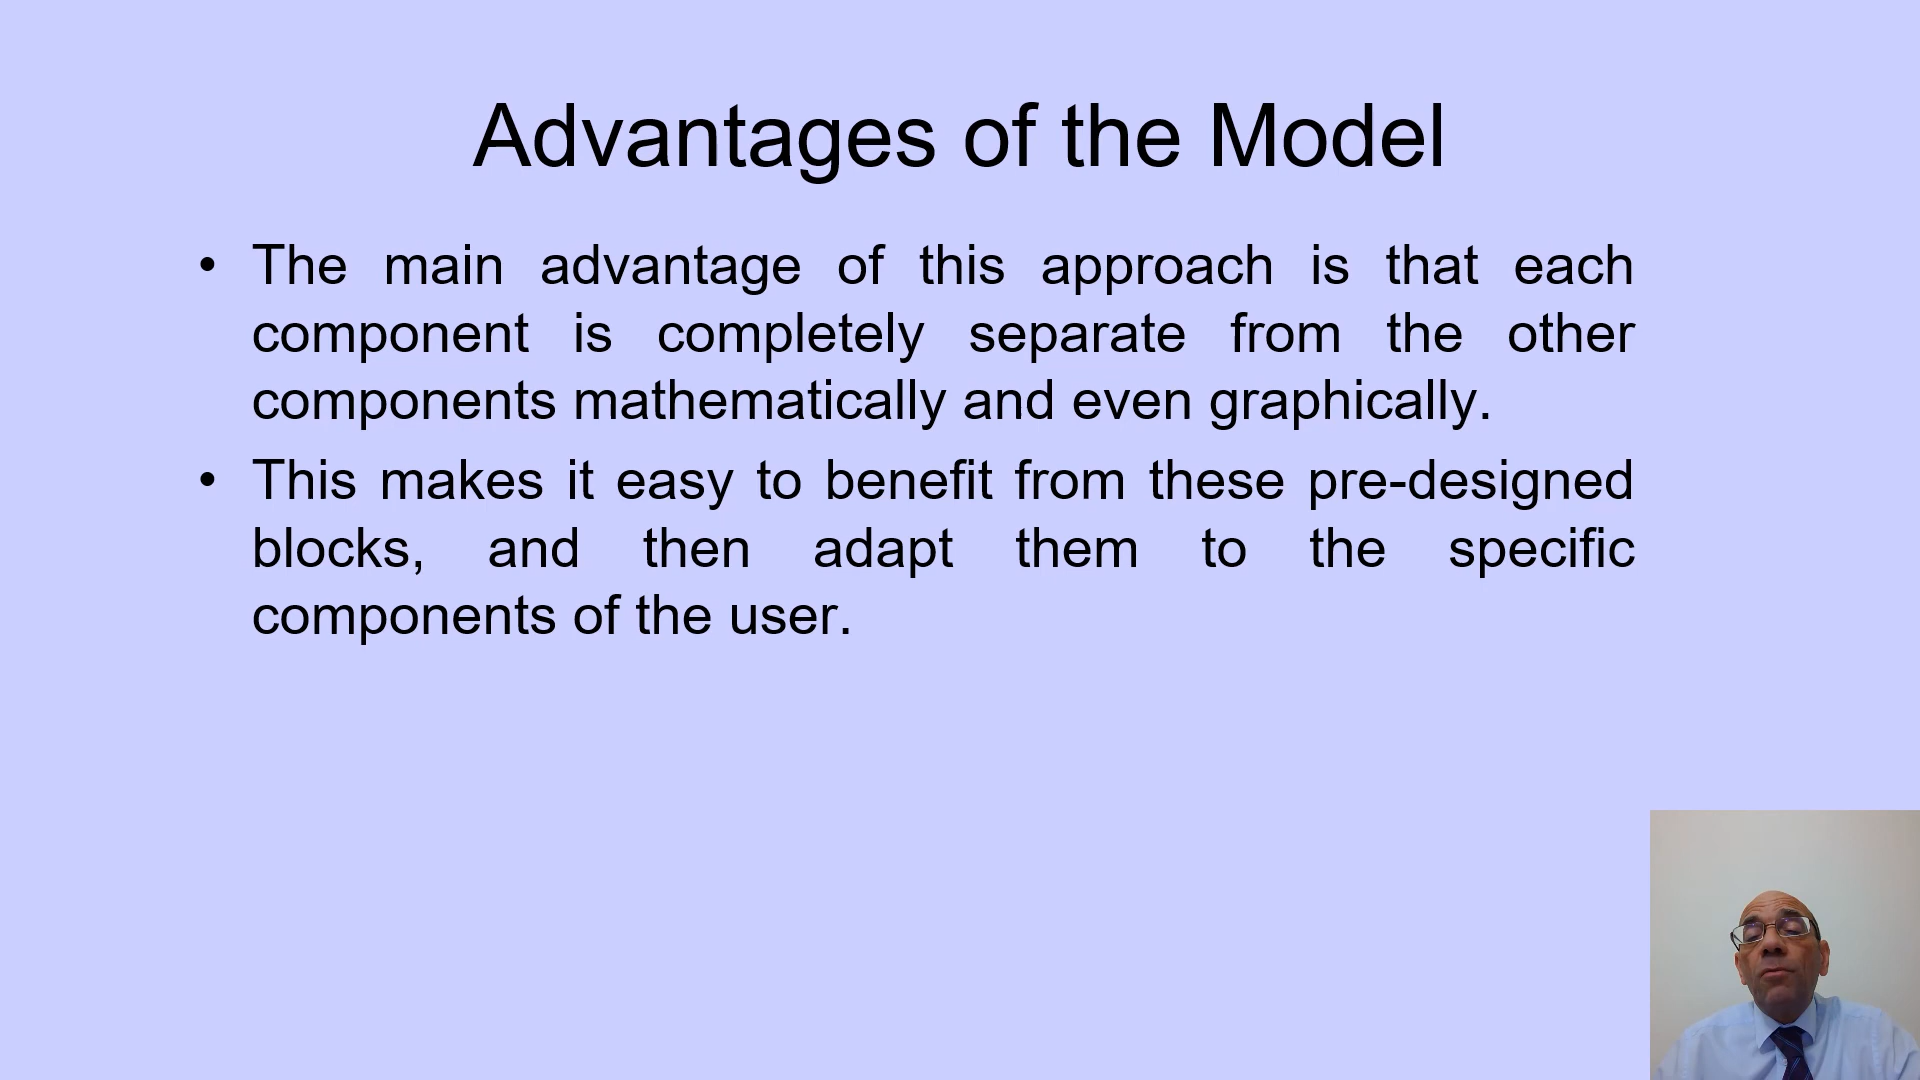 Advantages of the Model
• The main advantage of this approach is that each
component is completely separate from the other
components mathematically and even graphically.
• This makes it easy to benefit from these pre-designed
blocks, and then adapt them to the specific
components of the user.